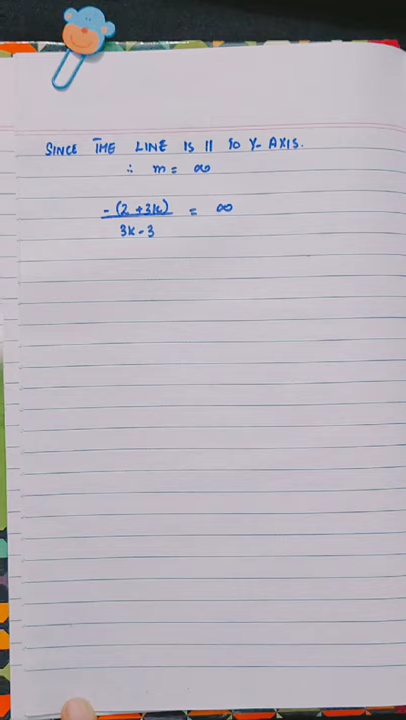 SINCE THE LINE IS || TO Y-AXIS.
∴ m = ∞
-(2 + 3k) / 3k - 3 = ∞